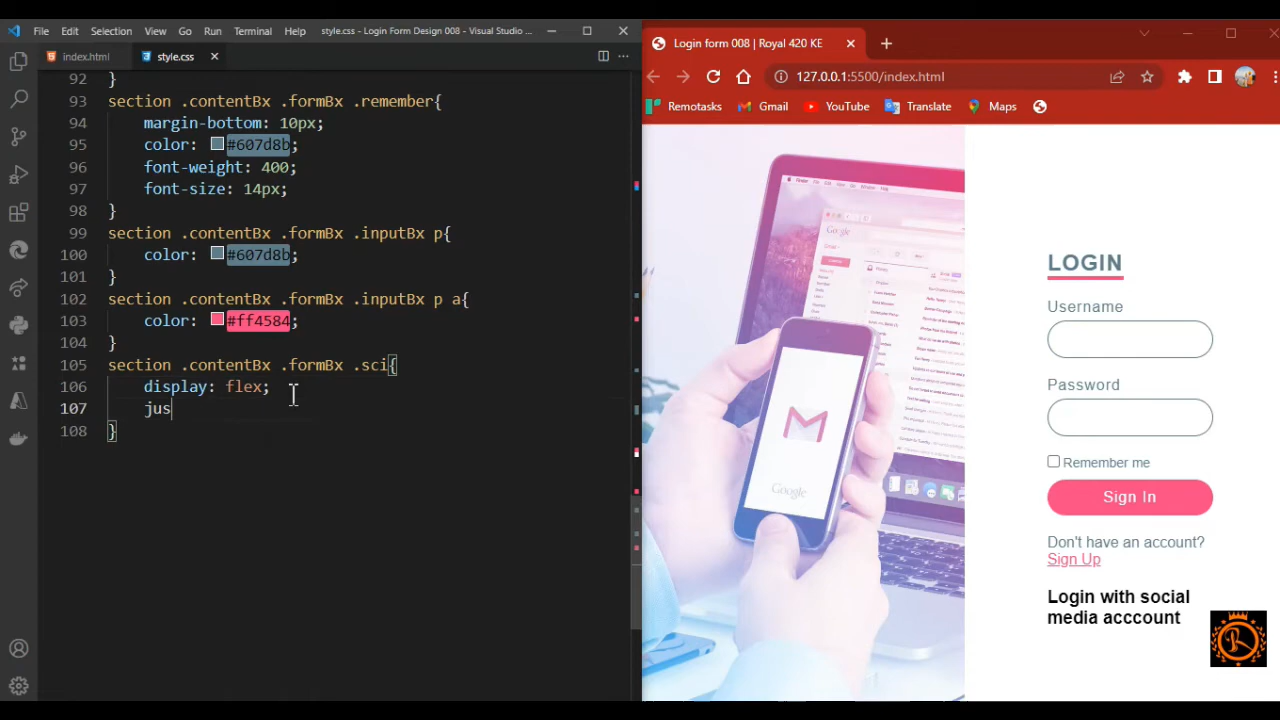 File Edit Selection View Go Run Terminal Help style.css - Login Form Design 008 - Visual Studio ...
index.html style.css
92 }
93 section .contentBx .formBx .remember{
94 margin-bottom: 10px;
95 color: #607d8b;
96 font-weight: 400;
97 font-size: 14px;
98 }
99 section .contentBx .formBx .inputBx p{
100 color: #607d8b;
101 }
102 section .contentBx .formBx .inputBx p a{
103 color: #ff4584;
104 }
105 section .contentBx .formBx .sci{
106 display: flex;
107 jus
108 }
Login form 008 | Royal 420 KE
127.0.0.1:5500/index.html
Remotasks Gmail YouTube Translate Maps
Finder
Google
Google
LOGIN
Username
Password
Remember me
Sign In
Don't have an account?
Sign Up
Login with social
media acccount